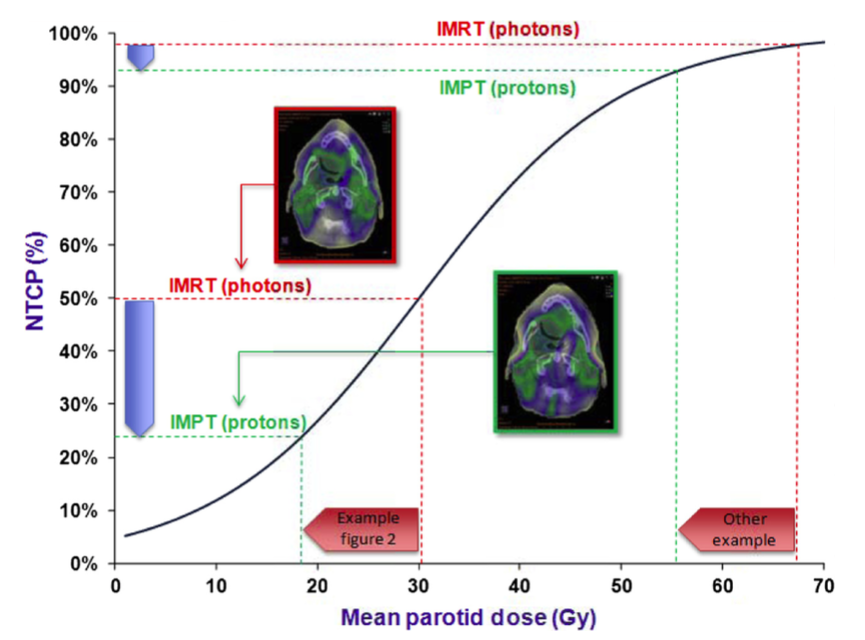 100%
IMRT (photons)
90%
IMPT (protons)
80%
70%
60%
NTCP (%)
50%
IMRT (photons)
40%
30%
IMPT (protons)
20%
10%
Example
figure 2
Other
example
0%
0 10 20 30 40 50 60 70
Mean parotid dose (Gy)